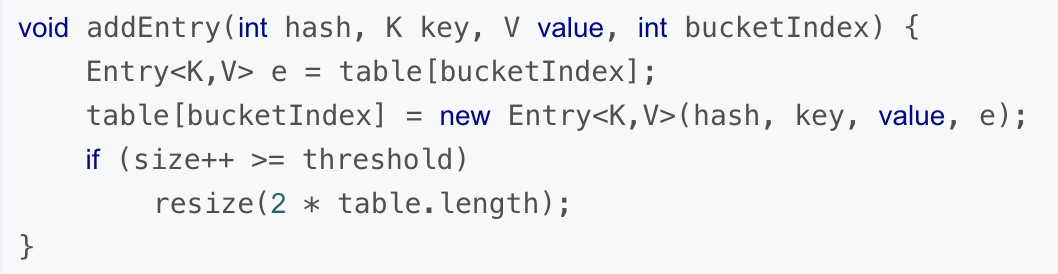 void addEntry(int hash, K key, V value, int bucketIndex) {
    Entry<K,V> e = table[bucketIndex];
    table[bucketIndex] = new Entry<K,V>(hash, key, value, e);
    if (size++ >= threshold)
        resize(2 * table.length);
}